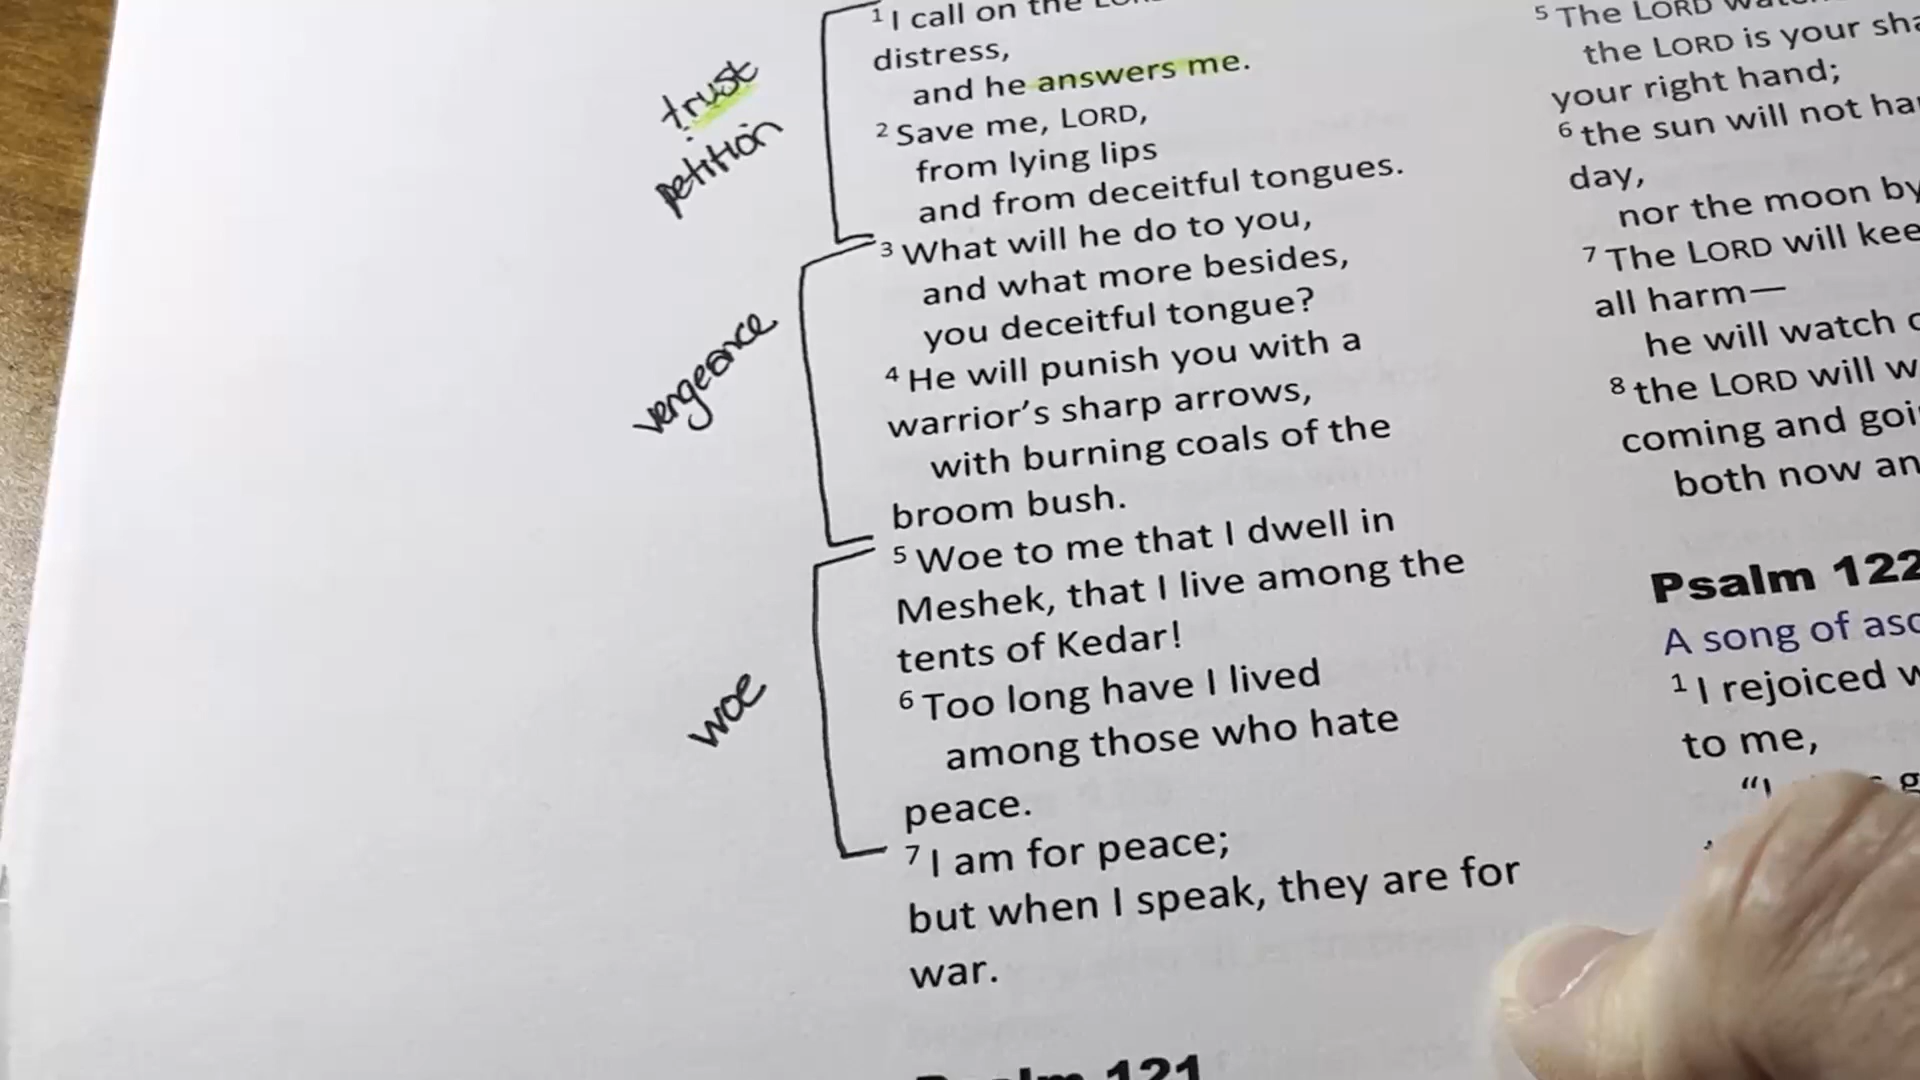 trust
petition
vengeance
woe
1 I call on the
distress,
and he answers me.
2 Save me, LORD,
from lying lips
and from deceitful tongues.
3 What will he do to you,
and what more besides,
you deceitful tongue?
4 He will punish you with a
warrior’s sharp arrows,
with burning coals of the
broom bush.
5 Woe to me that I dwell in
Meshek, that I live among the
tents of Kedar!
6 Too long have I lived
among those who hate
peace.
7 I am for peace;
but when I speak, they are for
war.
Psalm 121
5 The LORD
the LORD is your
your right hand;
6 the sun will not
day,
nor the moon by
7 The LORD will
all harm—
he will watch
8 the LORD will
coming and
both now
Psalm 122
A song of
1 I rejoiced
to me,